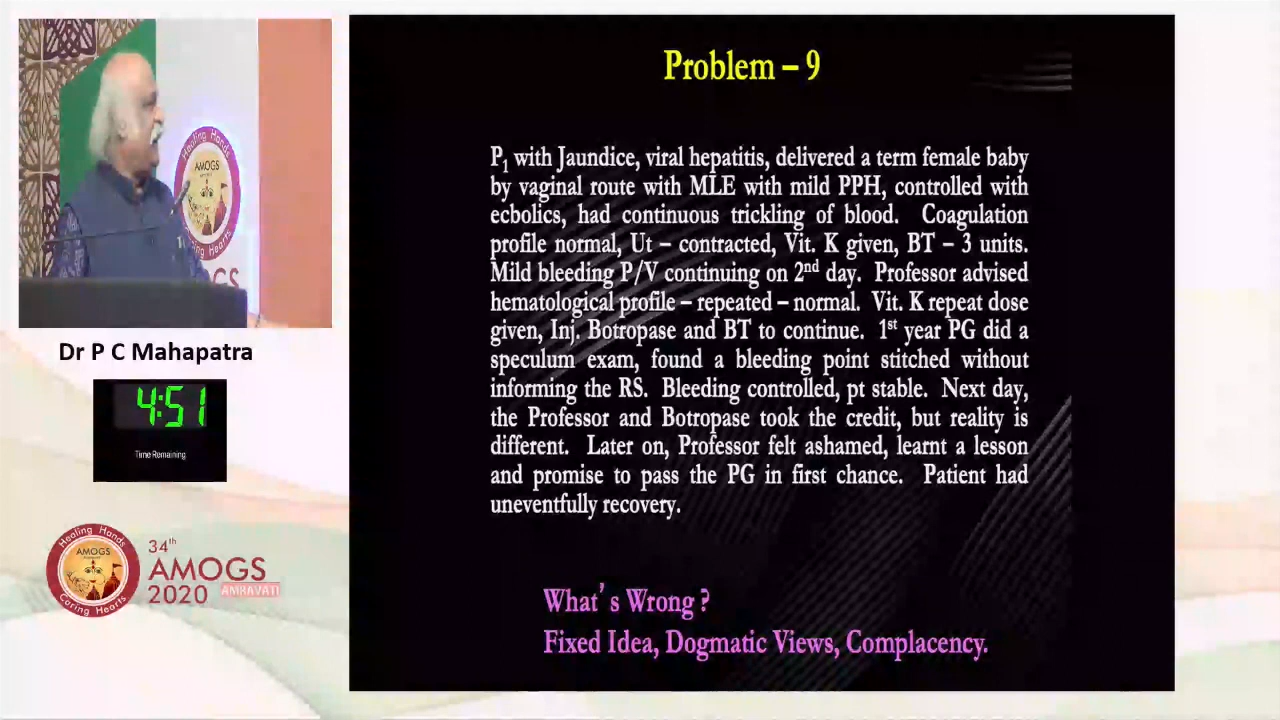 Problem – 9
P1 with Jaundice, viral hepatitis, delivered a term female baby
by vaginal route with MLE with mild PPH, controlled with
ecbolics, had continuous trickling of blood. Coagulation
profile normal, Ut – contracted, Vit. K given, BT – 3 units.
Mild bleeding P/V continuing on 2nd day. Professor advised
hematological profile – repeated – normal. Vit. K repeat dose
given, Inj. Botropase and BT to continue. 1st year PG did a
speculum exam, found a bleeding point stitched without
informing the RS. Bleeding controlled, pt stable. Next day,
the Professor and Botropase took the credit, but reality is
different. Later on, Professor felt ashamed, learnt a lesson
and promise to pass the PG in first chance. Patient had
uneventfully recovery.
What's Wrong ?
Fixed Idea, Dogmatic Views, Complacency.
Healing Hands
AMOGS
Caring Hearts
Dr P C Mahapatra
4:51
Time Remaining
Healing Hands
AMOGS
Caring Hearts
34th
AMOGS
2020 AMRAVATI